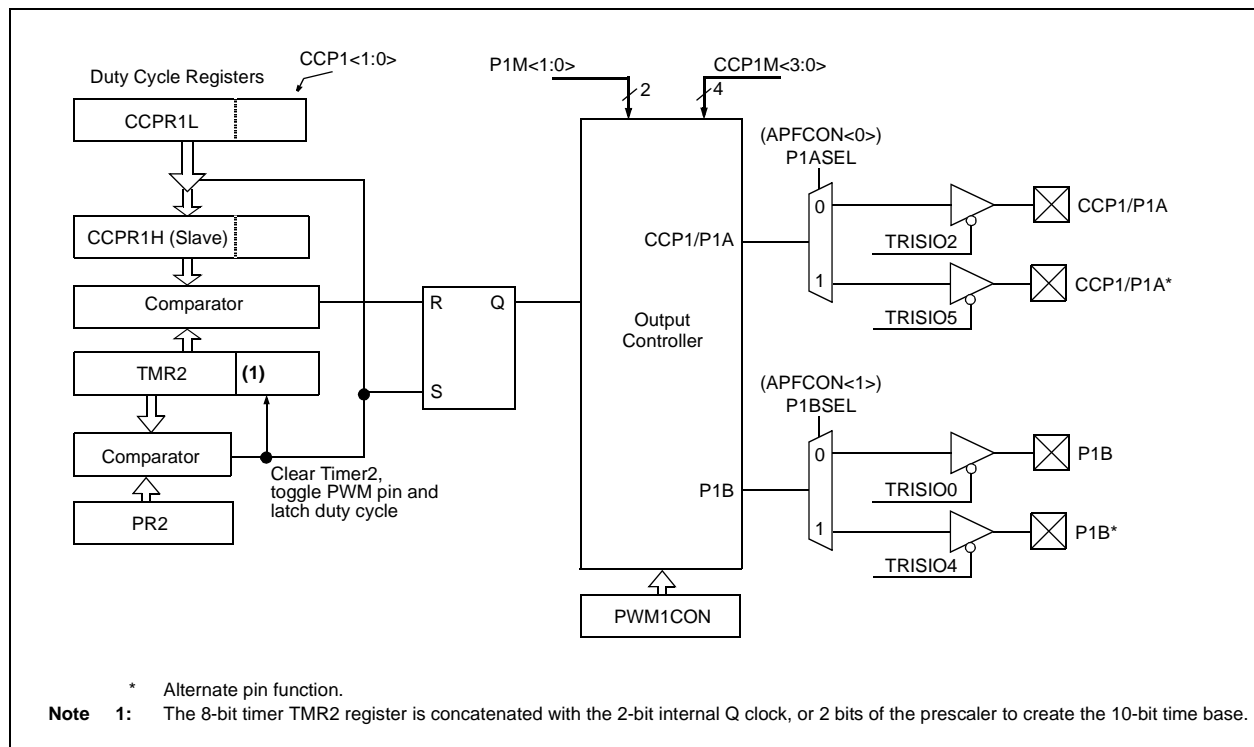 CCP1<1:0>
Duty Cycle Registers
CCPR1L
CCPR1H (Slave)
Comparator
TMR2
(1)
Comparator
PR2
Clear Timer2,
toggle PWM pin and
latch duty cycle
R
Q
S
P1M<1:0>
2
CCP1M<3:0>
4
CCP1/P1A
Output
Controller
P1B
PWM1CON
(APFCON<0>)
P1ASEL
0
1
TRISIO2
CCP1/P1A
TRISIO5
CCP1/P1A*
(APFCON<1>)
P1BSEL
0
1
TRISIO0
P1B
TRISIO4
P1B*
* Alternate pin function.
Note 1: The 8-bit timer TMR2 register is concatenated with the 2-bit internal Q clock, or 2 bits of the prescaler to create the 10-bit time base.